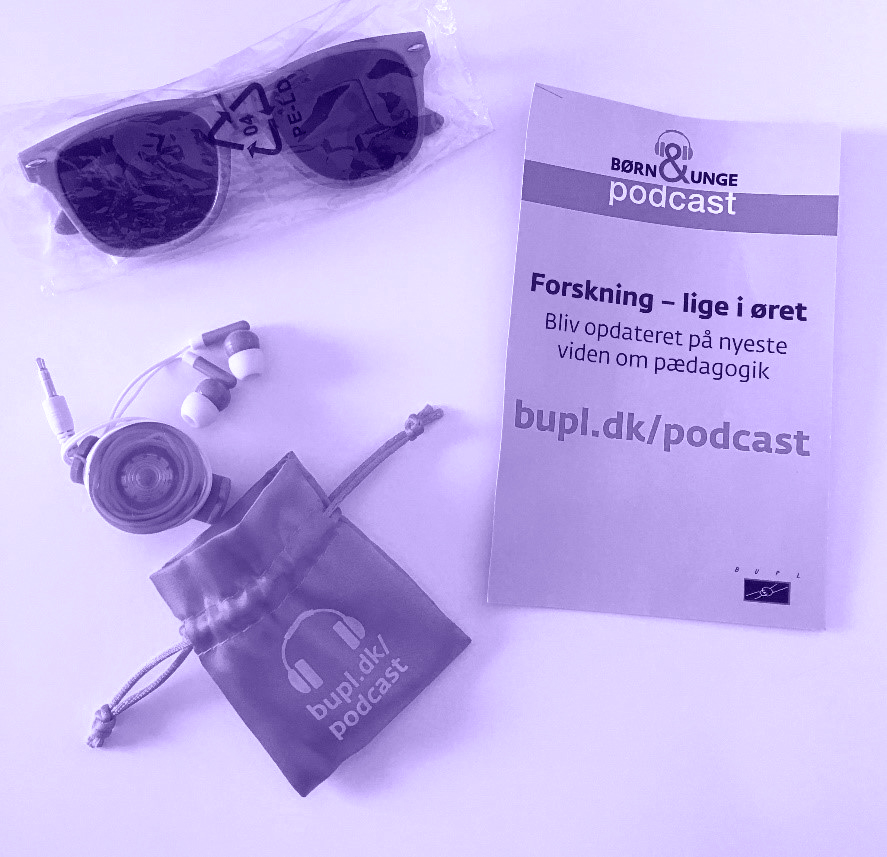 04
PE-LD
BØRN & UNGE
podcast
Forskning – lige i øret
Bliv opdateret på nyeste
viden om pædagogik
bupl.dk/podcast
BUPL
bupl.dk/
podcast